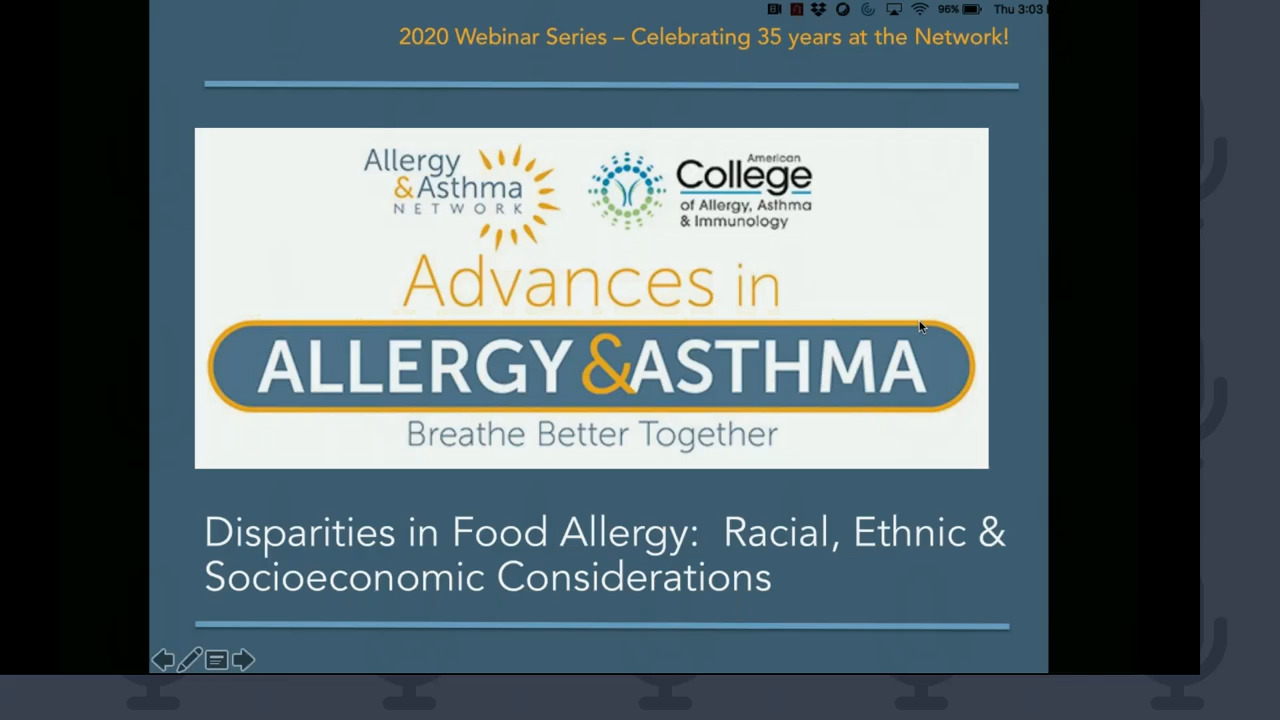 96% Thu 3:03
2020 Webinar Series – Celebrating 35 years at the Network!
Allergy
&Asthma
NETWORK
American
College
of Allergy, Asthma
& Immunology
Advances in
ALLERGY &ASTHMA
Breathe Better Together
Disparities in Food Allergy: Racial, Ethnic &
Socioeconomic Considerations